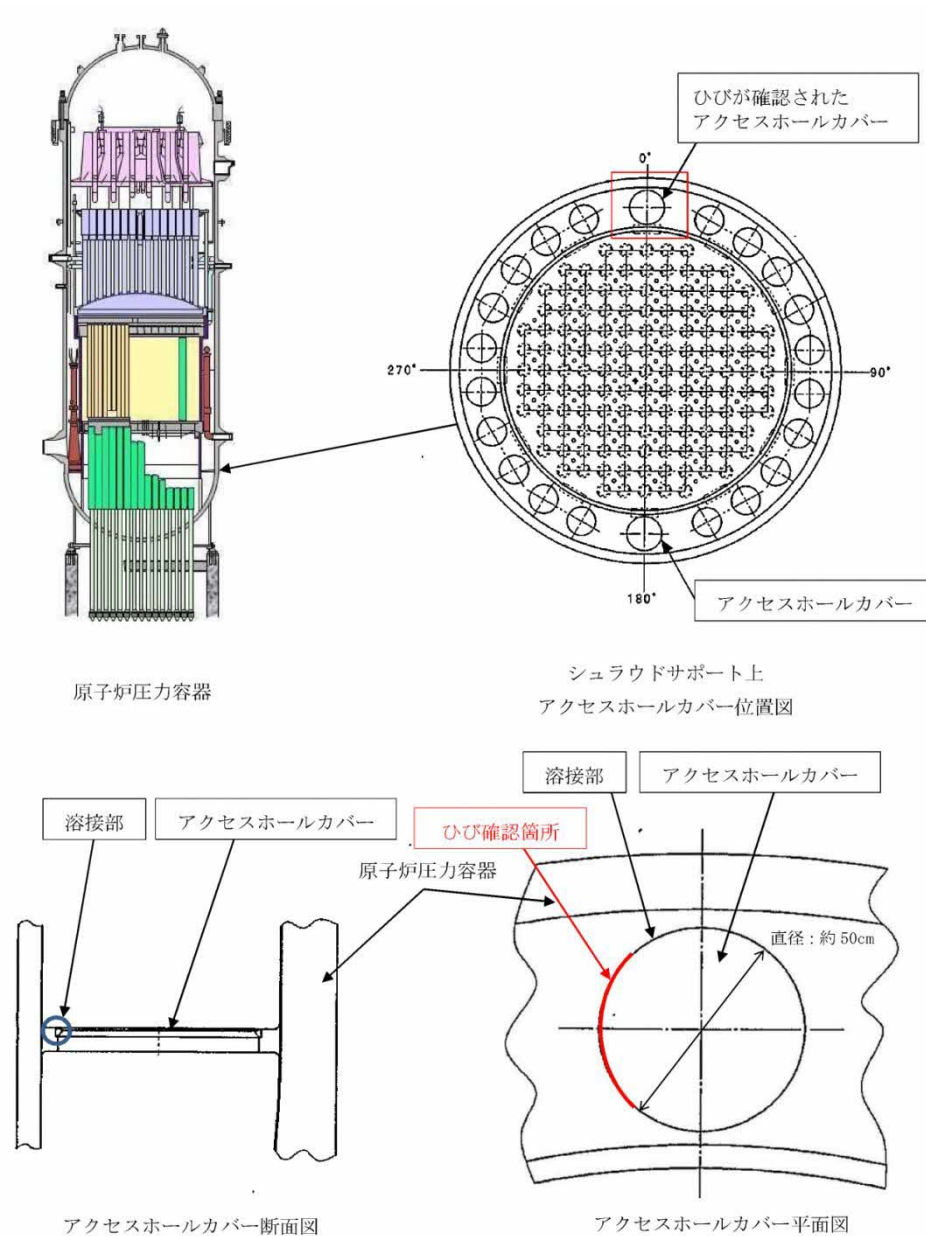 ひびが確認された
アクセスホールカバー
0°
270°
90°
180°
アクセスホールカバー
原子炉圧力容器
シュラウドサポート上
アクセスホールカバー位置図
溶接部
アクセスホールカバー
ひび確認箇所
原子炉圧力容器
溶接部
アクセスホールカバー
直径：約50cm
アクセスホールカバー断面図
アクセスホールカバー平面図